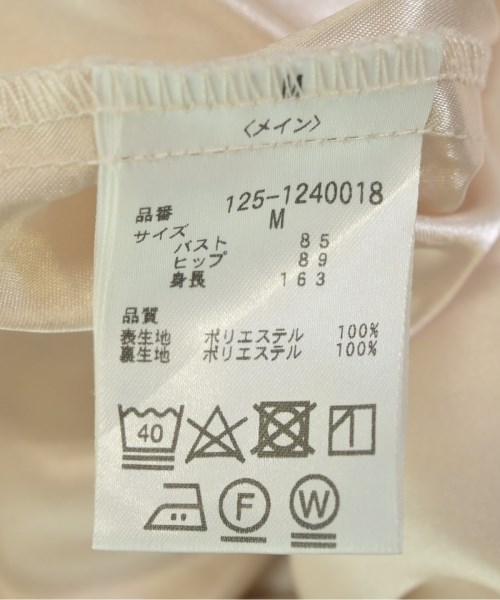 M
〈メイン〉
品番 125-1240018
サイズ M
バスト 85
ヒップ 89
身長 163
品質
表生地 ポリエステル 100%
裏生地 ポリエステル 100%
40
F W